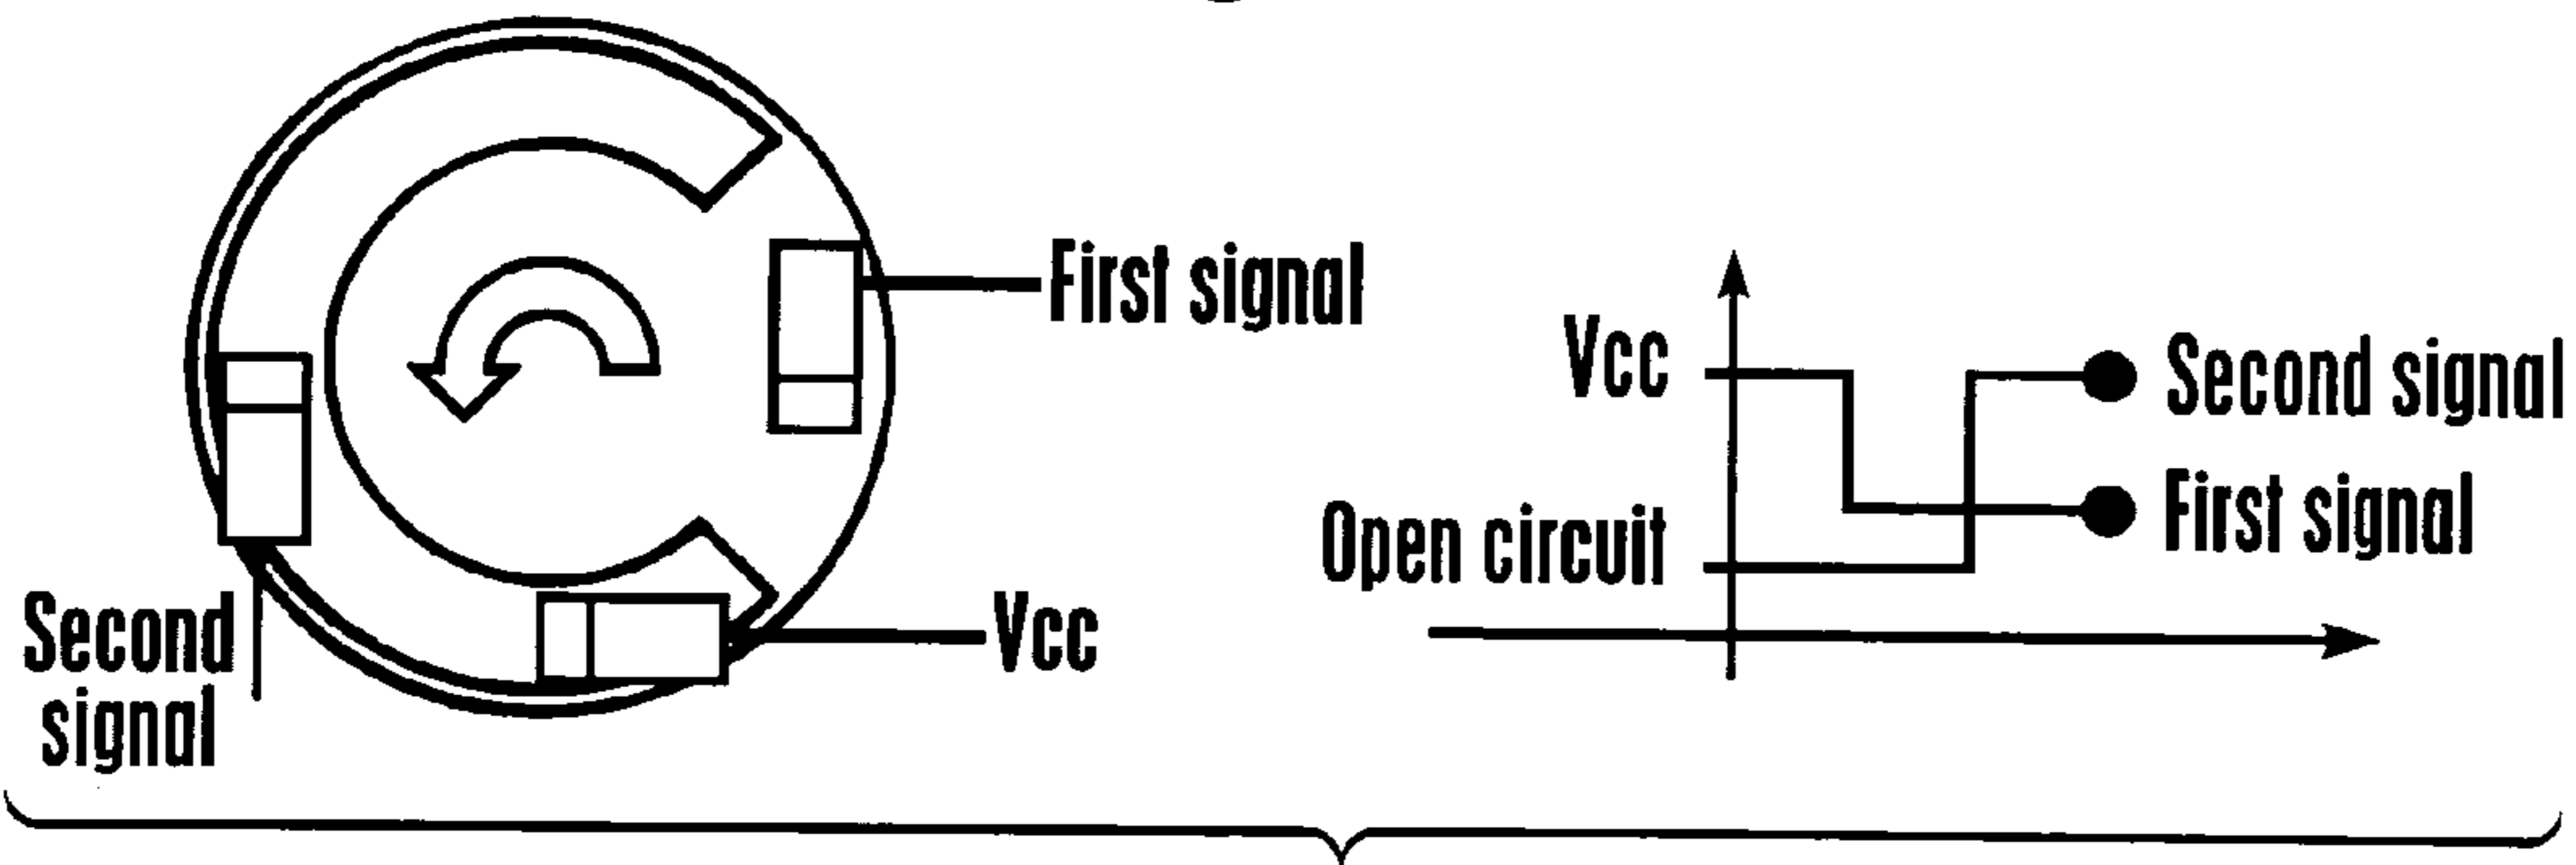 First signal
Second
signal
Vcc
Vcc
Open circuit
Second signal
First signal